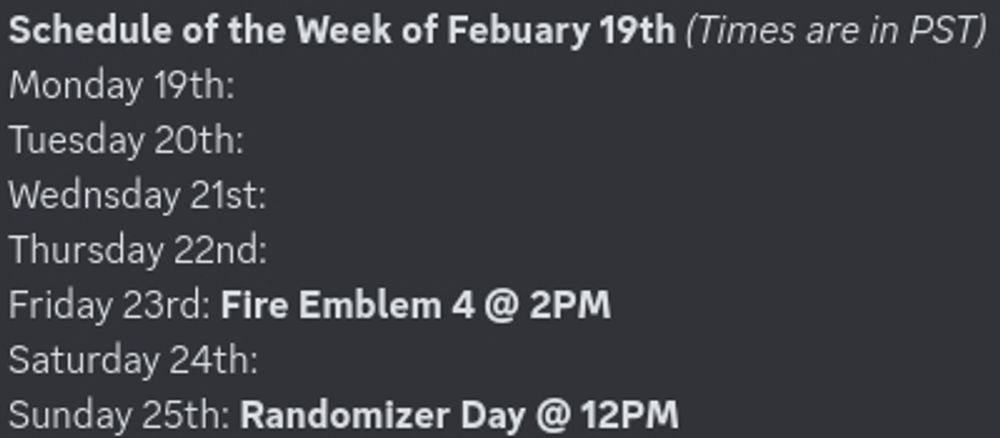 Schedule of the Week of Febuary 19th (Times are in PST)
Monday 19th:
Tuesday 20th:
Wednsday 21st:
Thursday 22nd:
Friday 23rd: Fire Emblem 4 @ 2PM
Saturday 24th:
Sunday 25th: Randomizer Day @ 12PM